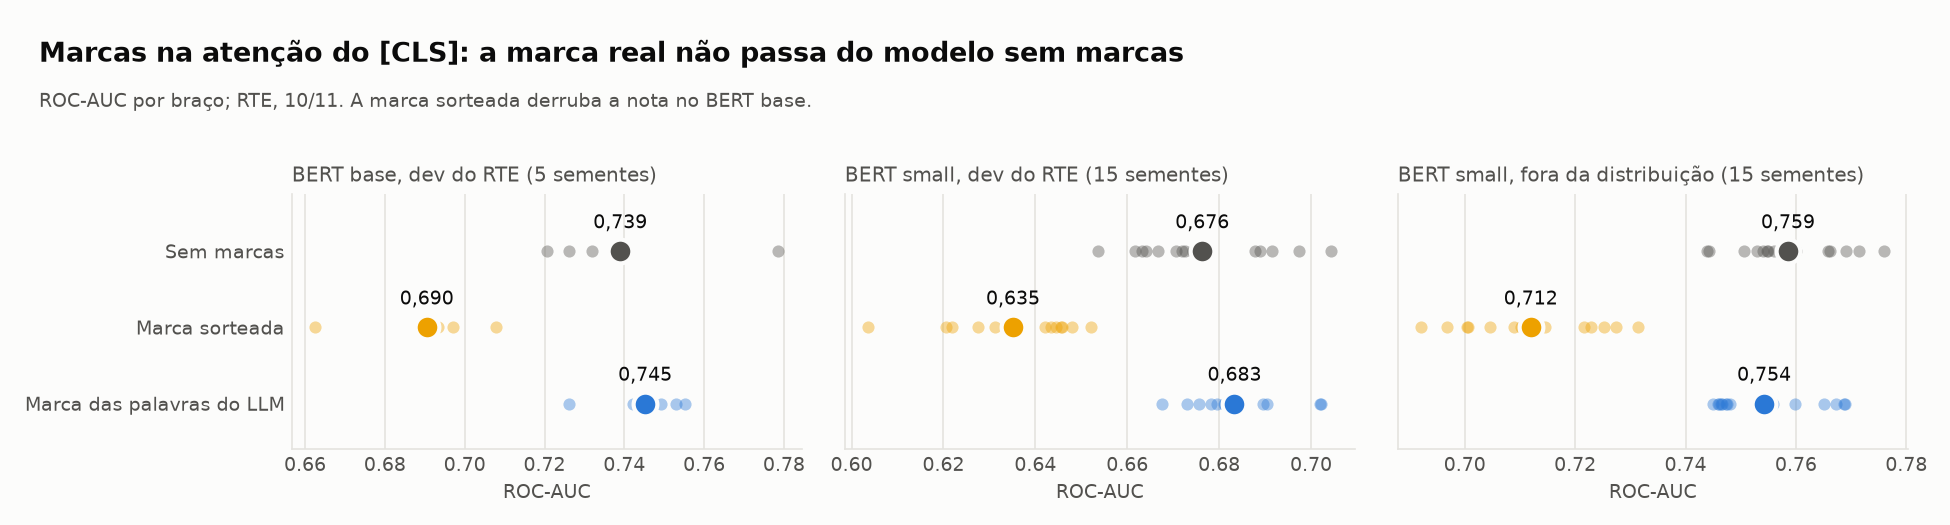 Marcas na atenção do [CLS]: a marca real não passa do modelo sem marcas
ROC-AUC por braço; RTE, 10/11. A marca sorteada derruba a nota no BERT base.
BERT base, dev do RTE (5 sementes)
BERT small, dev do RTE (15 sementes)
BERT small, fora da distribuição (15 sementes)
Sem marcas
0,739
0,676
0,759
Marca sorteada
0,690
0,635
0,712
Marca das palavras do LLM
0,745
0,683
0,754
0.66 0.68 0.70 0.72 0.74 0.76 0.78
0.60 0.62 0.64 0.66 0.68 0.70
0.70 0.72 0.74 0.76 0.78
ROC-AUC
ROC-AUC
ROC-AUC